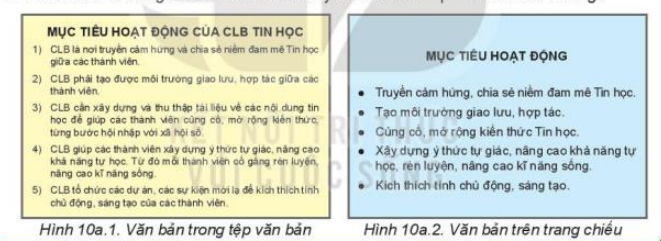 MỤC TIÊU HOẠT ĐỘNG CỦA CLB TIN HỌC
1) CLB là nơi truyền cảm hứng và chia sẻ niềm đam mê Tin học
giữa các thành viên.
2) CLB phải tạo được môi trường giao lưu, hợp tác giữa các
thành viên.
3) CLB cần xây dựng và thu thập tài liệu về các nội dung tin
học để giúp các thành viên củng cố, mở rộng kiến thức,
từng bước hội nhập với xã hội số.
4) CLB giúp các thành viên xây dựng ý thức tự giác, nâng cao
khả năng tự học. Từ đó mỗi thành viên cố gắng rèn luyện,
nâng cao kĩ năng sống.
5) CLB tổ chức các dự án, các sự kiện mới lạ để kích thích tính
chủ động, sáng tạo của các thành viên.
Hình 10a.1. Văn bản trong tệp văn bản
MỤC TIÊU HOẠT ĐỘNG
• Truyền cảm hứng, chia sẻ niềm đam mê Tin học.
• Tạo môi trường giao lưu, hợp tác.
• Củng cố, mở rộng kiến thức Tin học.
• Xây dựng ý thức tự giác, nâng cao khả năng tự
học, rèn luyện, nâng cao kĩ năng sống.
• Kích thích tính chủ động, sáng tạo.
Hình 10a.2. Văn bản trên trang chiếu